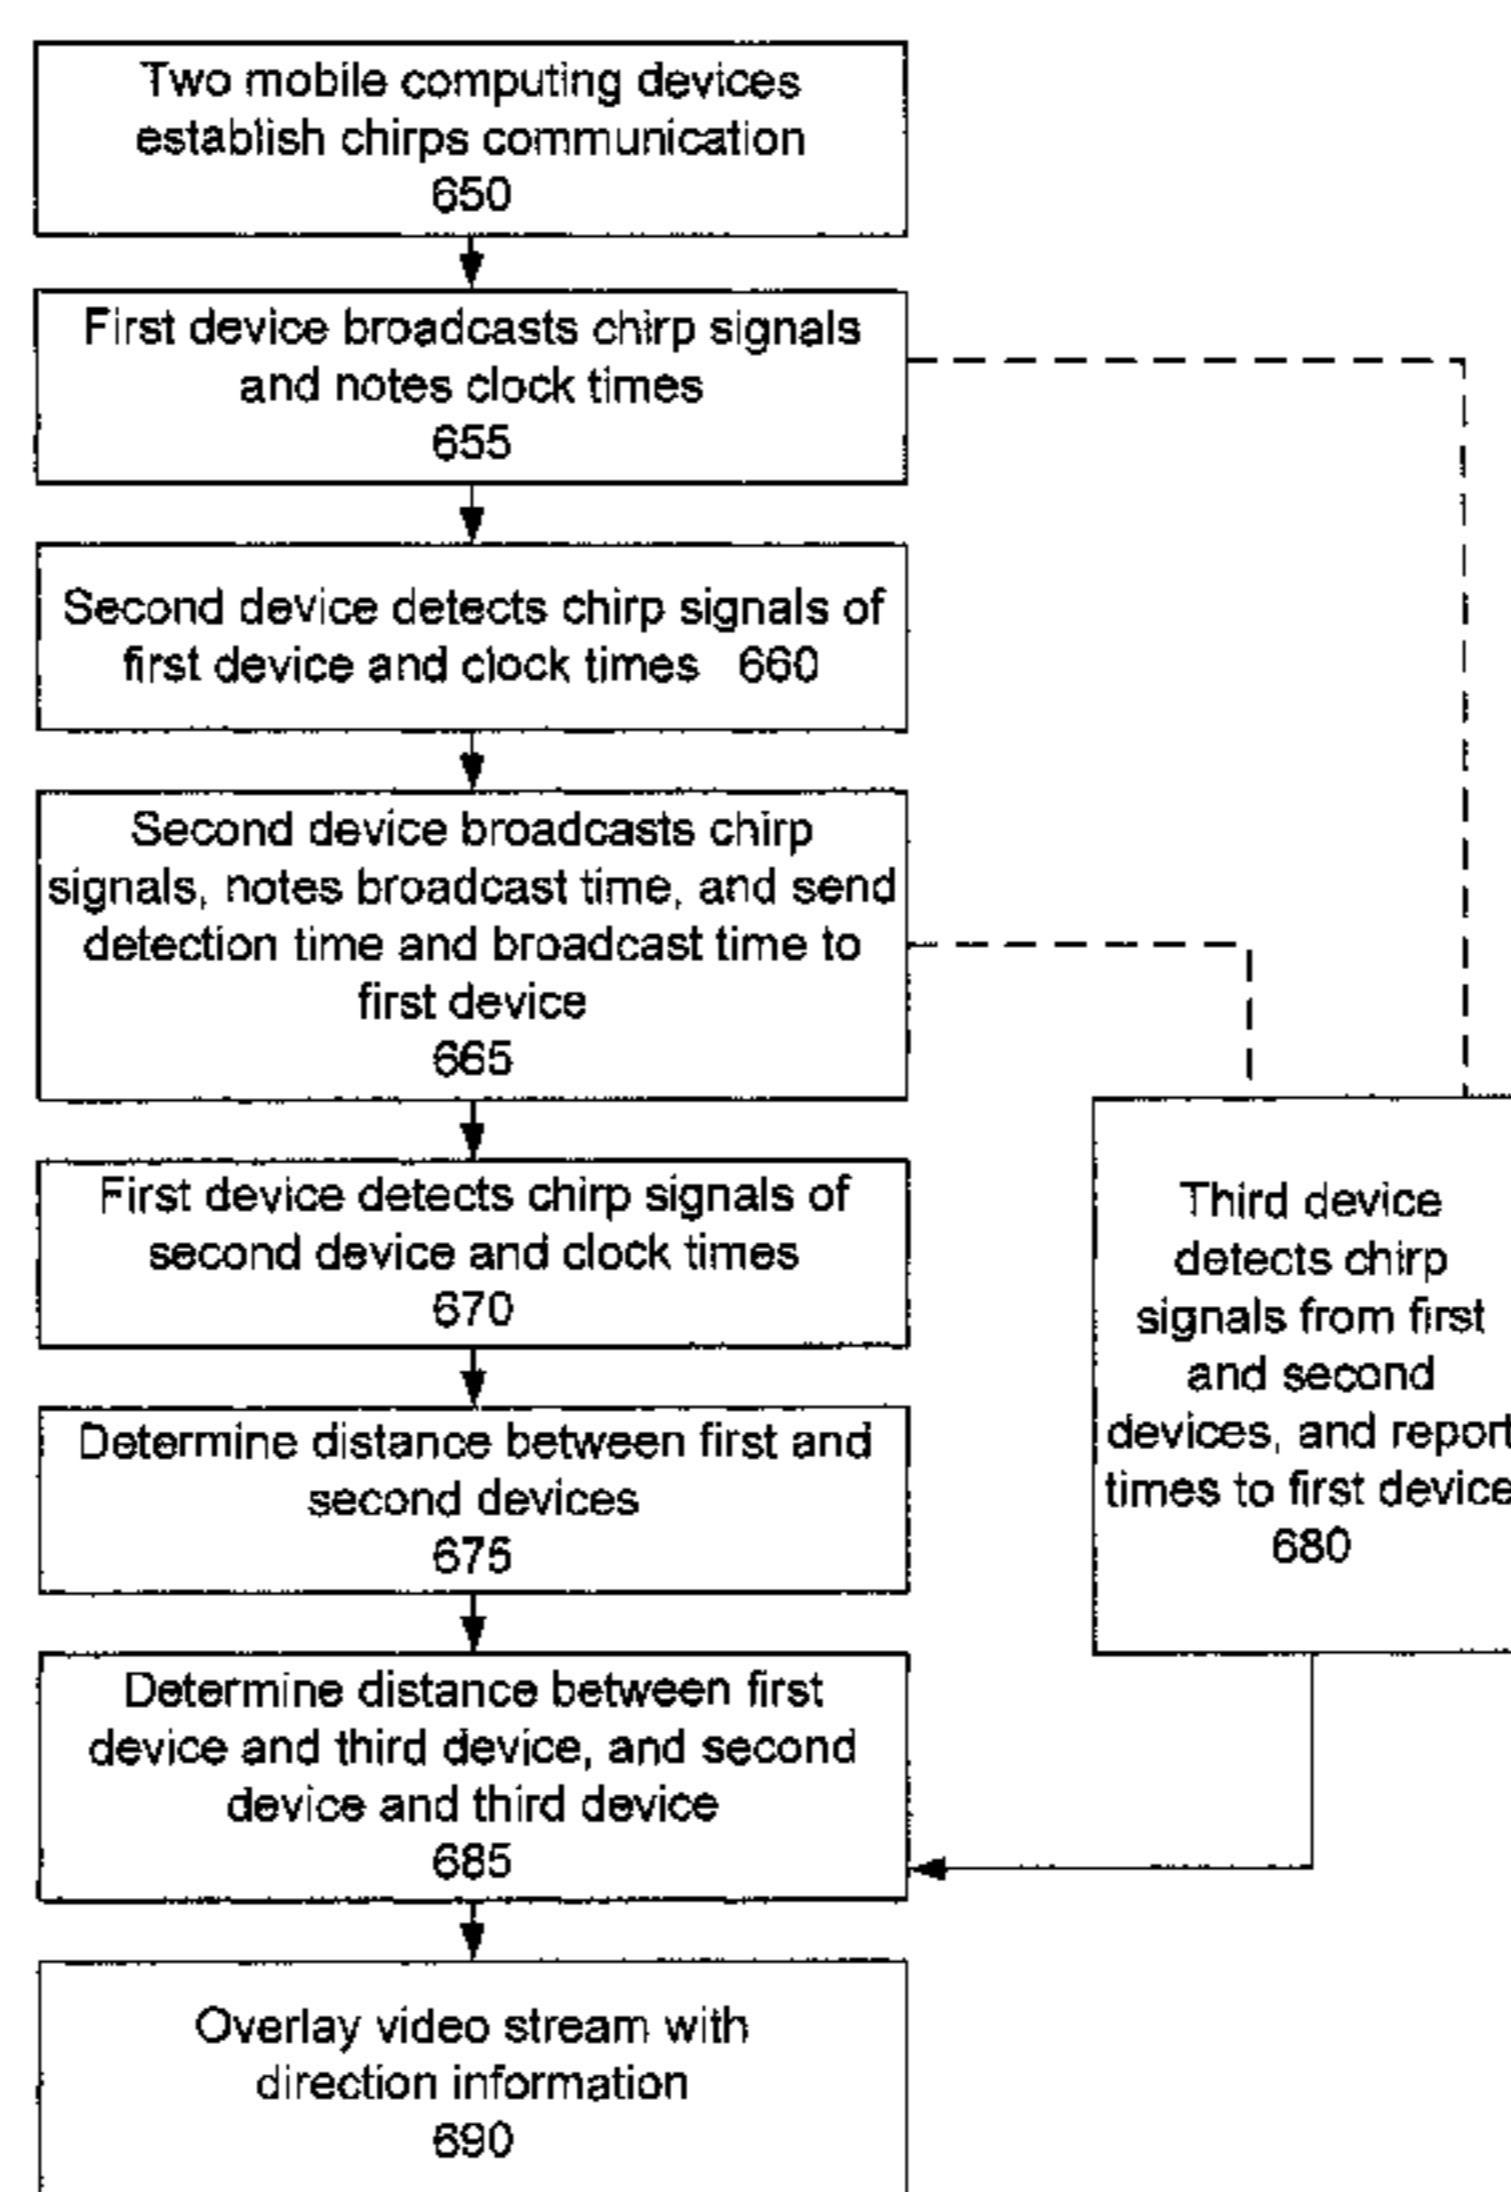 Two mobile computing devices
establish chirps communication
650
First device broadcasts chirp signals
and notes clock times
655
Second device detects chirp signals of
first device and clock times 660
Second device broadcasts chirp
signals, notes broadcast time, and send
detection time and broadcast time to
first device
665
First device detects chirp signals of
second device and clock times
670
Determine distance between first and
second devices
675
Third device
detects chirp
signals from first
and second
devices, and report
times to first device
680
Determine distance between first
device and third device, and second
device and third device
685
Overlay video stream with
direction information
690